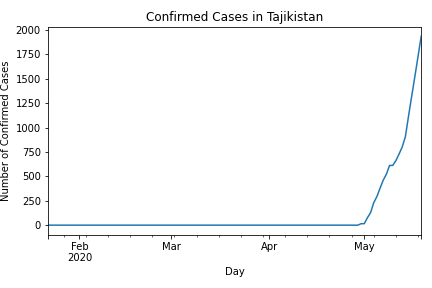 Confirmed Cases in Tajikistan
Number of Confirmed Cases
2000
1750
1500
1250
1000
750
500
250
0
Feb
2020
Mar
Apr
May
Day